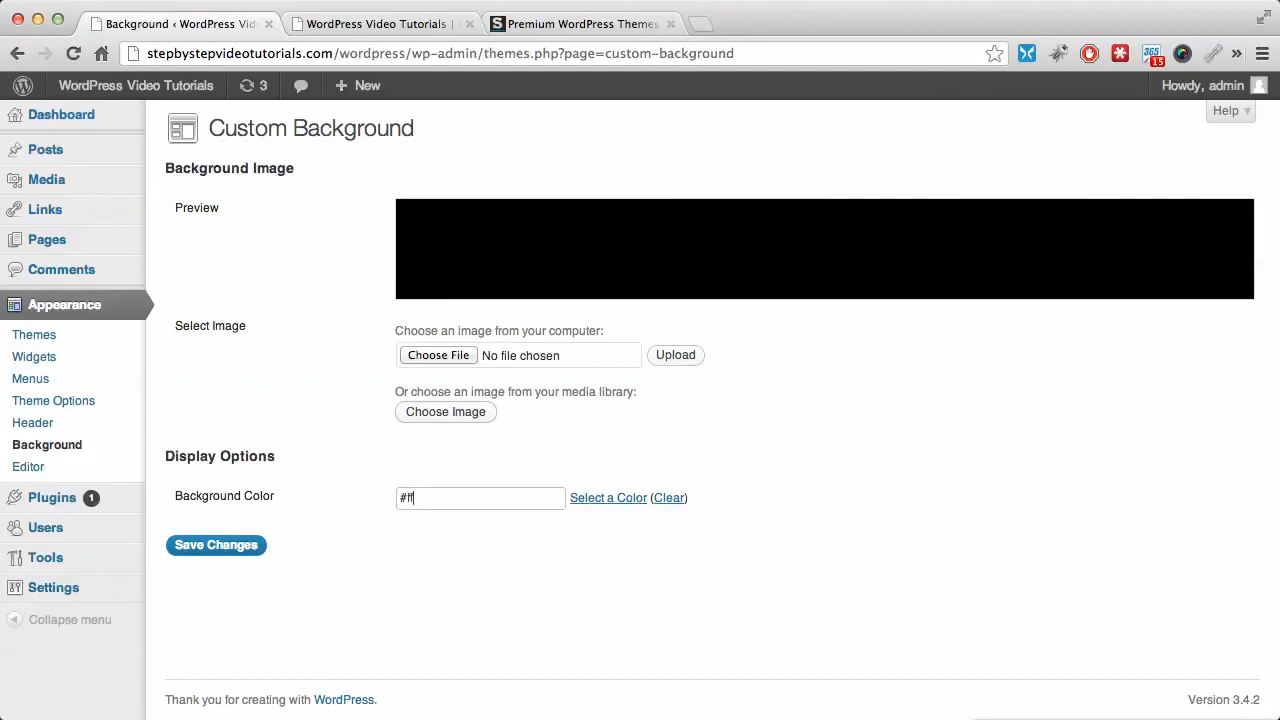 Background ‹ WordPress Vid
WordPress Video Tutorials |
Premium WordPress Themes
stepbystepvideotutorials.com/wordpress/wp-admin/themes.php?page=custom-background
365
15
WordPress Video Tutorials
3
New
Howdy, admin
Help
Dashboard
Posts
Media
Links
Pages
Comments
Appearance
Themes
Widgets
Menus
Theme Options
Header
Background
Editor
Plugins 1
Users
Tools
Settings
Collapse menu
Custom Background
Background Image
Preview
Select Image
Choose an image from your computer:
Choose File No file chosen
Upload
Or choose an image from your media library:
Choose Image
Display Options
Background Color
#ff
Select a Color (Clear)
Save Changes
Thank you for creating with WordPress.
Version 3.4.2